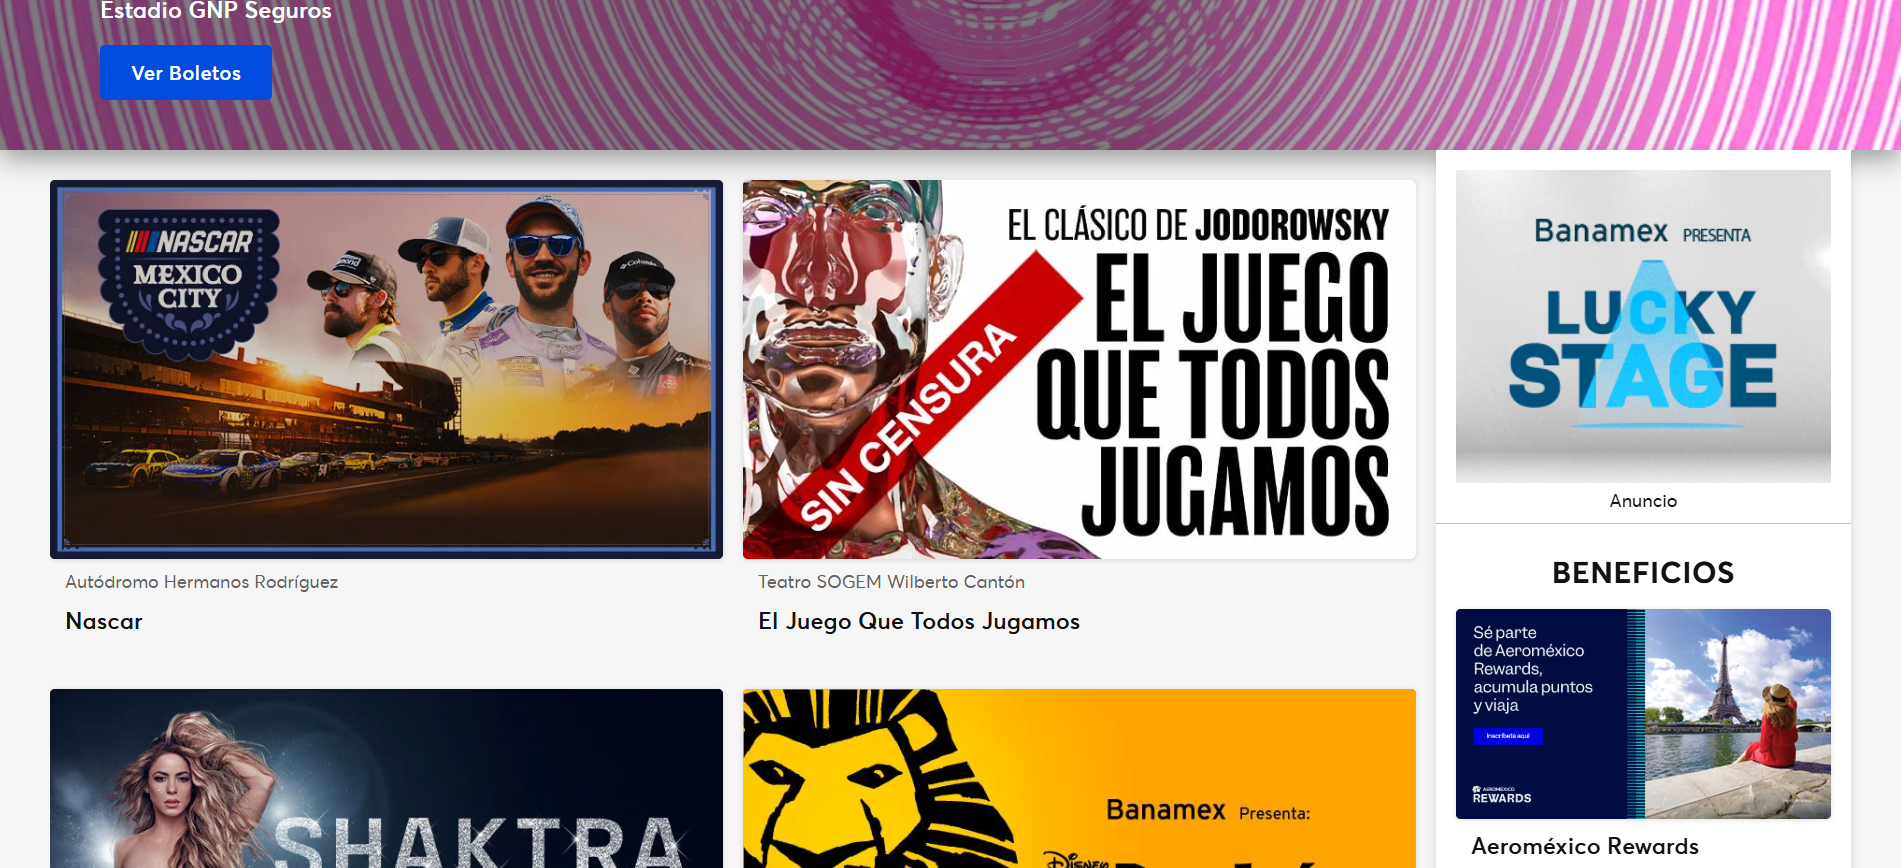 Estadio GNP Seguros
Ver Boletos
NASCAR
MEXICO
CITY
Autódromo Hermanos Rodríguez
Nascar
EL CLÁSICO DE JODOROWSKY
EL JUEGO
QUE TODOS
JUGAMOS
SIN CENSURA
Teatro SOGEM Wilberto Cantón
El Juego Que Todos Jugamos
SHAKTRA
Banamex Presenta:
DISNEY
Banamex PRESENTA
LUCKY
STAGE
Anuncio
BENEFICIOS
Sé parte
de Aeroméxico
Rewards,
acumula puntos
y viaja
Inscríbete aquí
AEROMEXICO
REWARDS
Aeroméxico Rewards